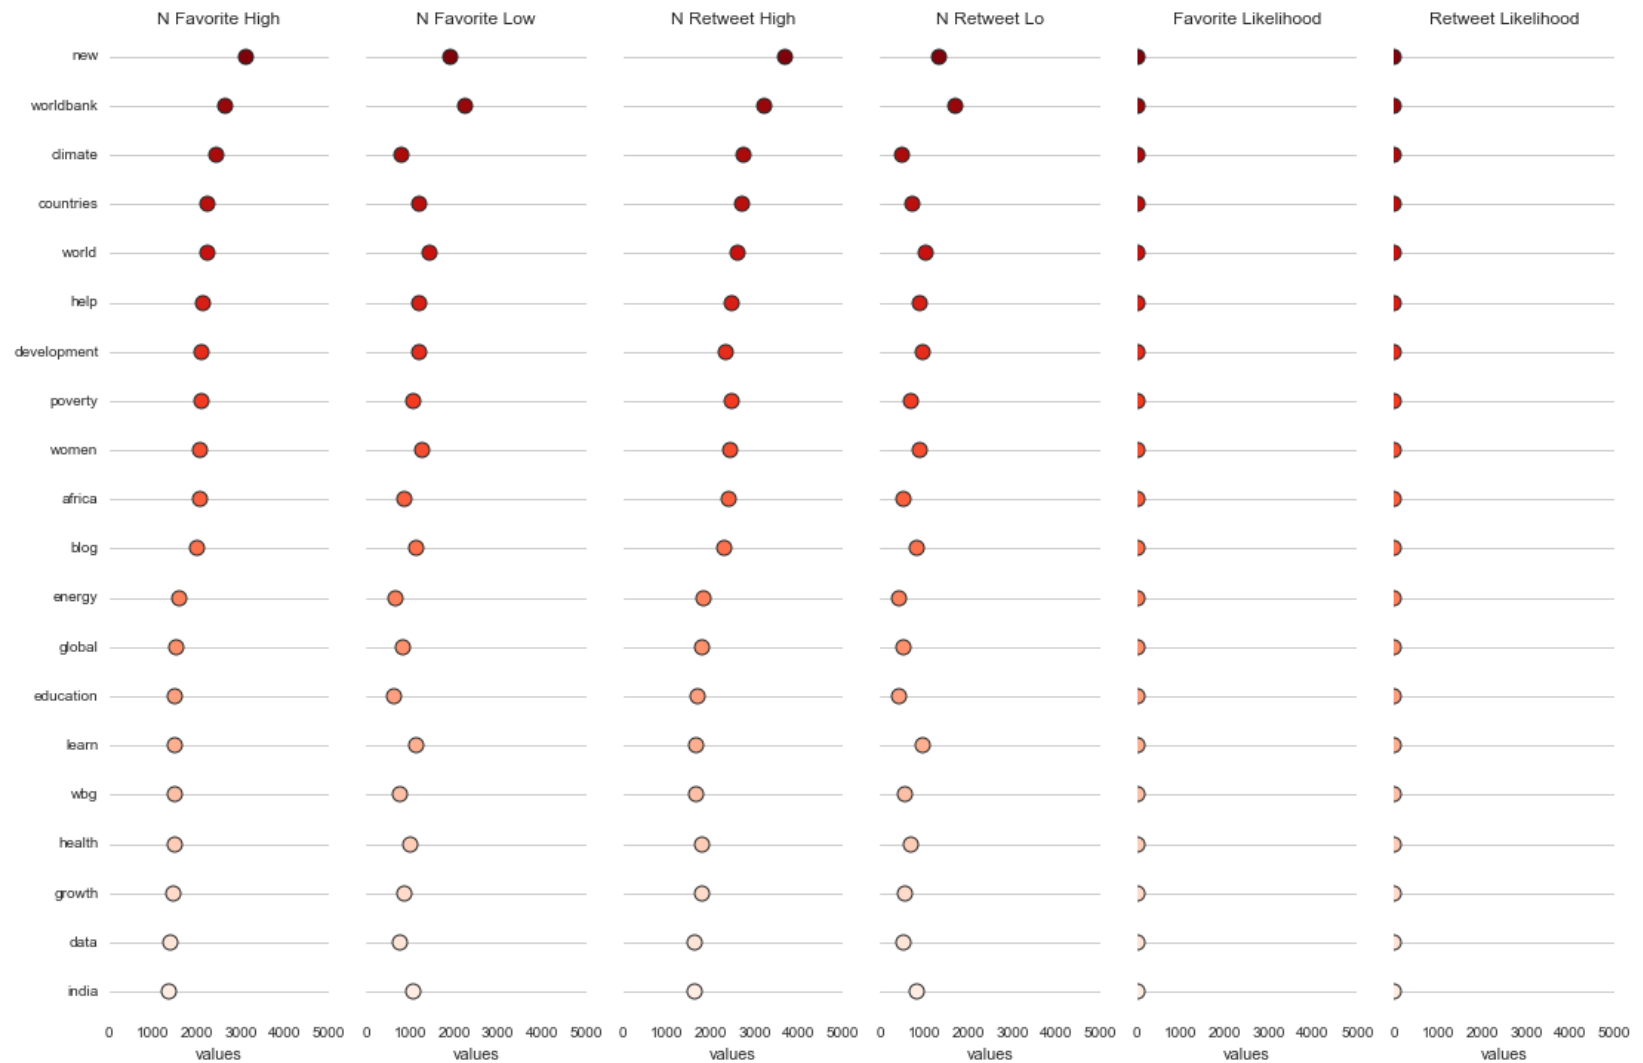 N Favorite High N Favorite Low N Retweet High N Retweet Lo Favorite Likelihood Retweet Likelihood
new
worldbank
climate
countries
world
help
development
poverty
women
africa
blog
energy
global
education
learn
wbg
health
growth
data
india
0 1000 2000 3000 4000 5000 0 1000 2000 3000 4000 5000 0 1000 2000 3000 4000 5000 0 1000 2000 3000 4000 5000 0 1000 2000 3000 4000 5000 0 1000 2000 3000 4000 5000
values values values values values values